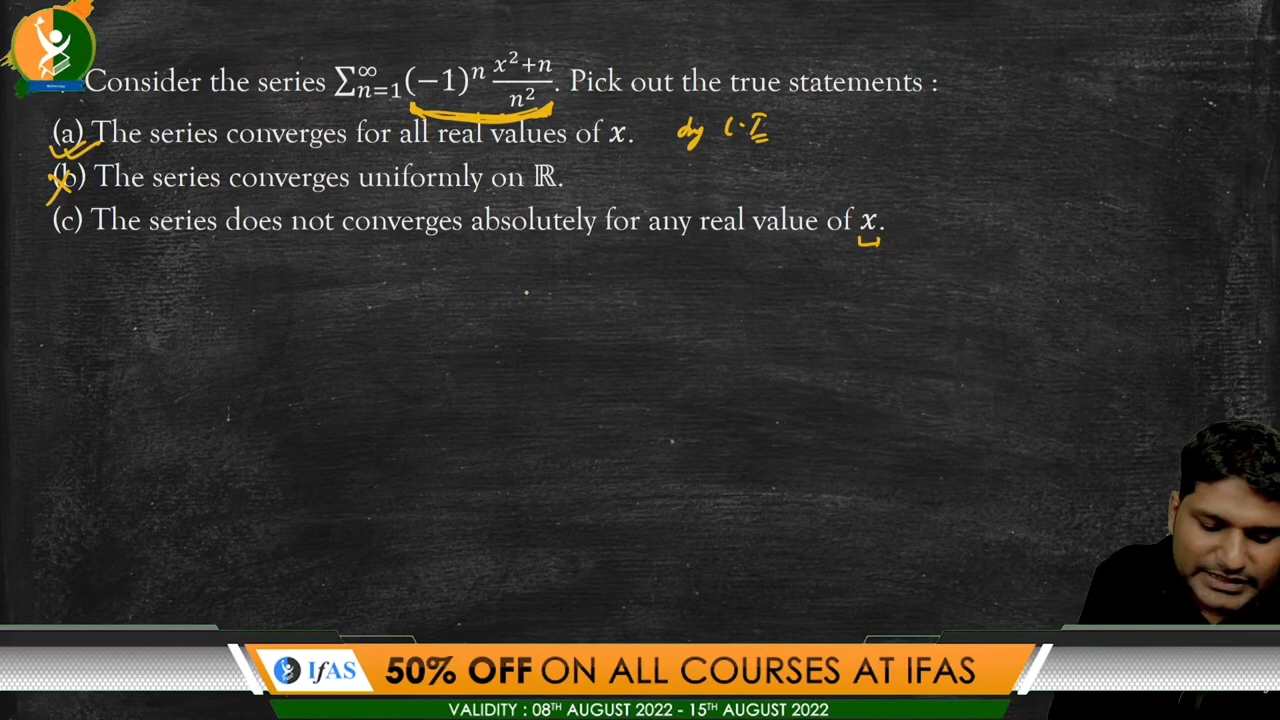 Consider the series ∑_{n=1}^{∞} (−1)^n \frac{x²+n}{n²}. Pick out the true statements :
(a) The series converges for all real values of x.
(b) The series converges uniformly on ℝ.
(c) The series does not converges absolutely for any real value of x.
IfAS 50% OFF ON ALL COURSES AT IFAS
VALIDITY : 08TH AUGUST 2022 - 15TH AUGUST 2022